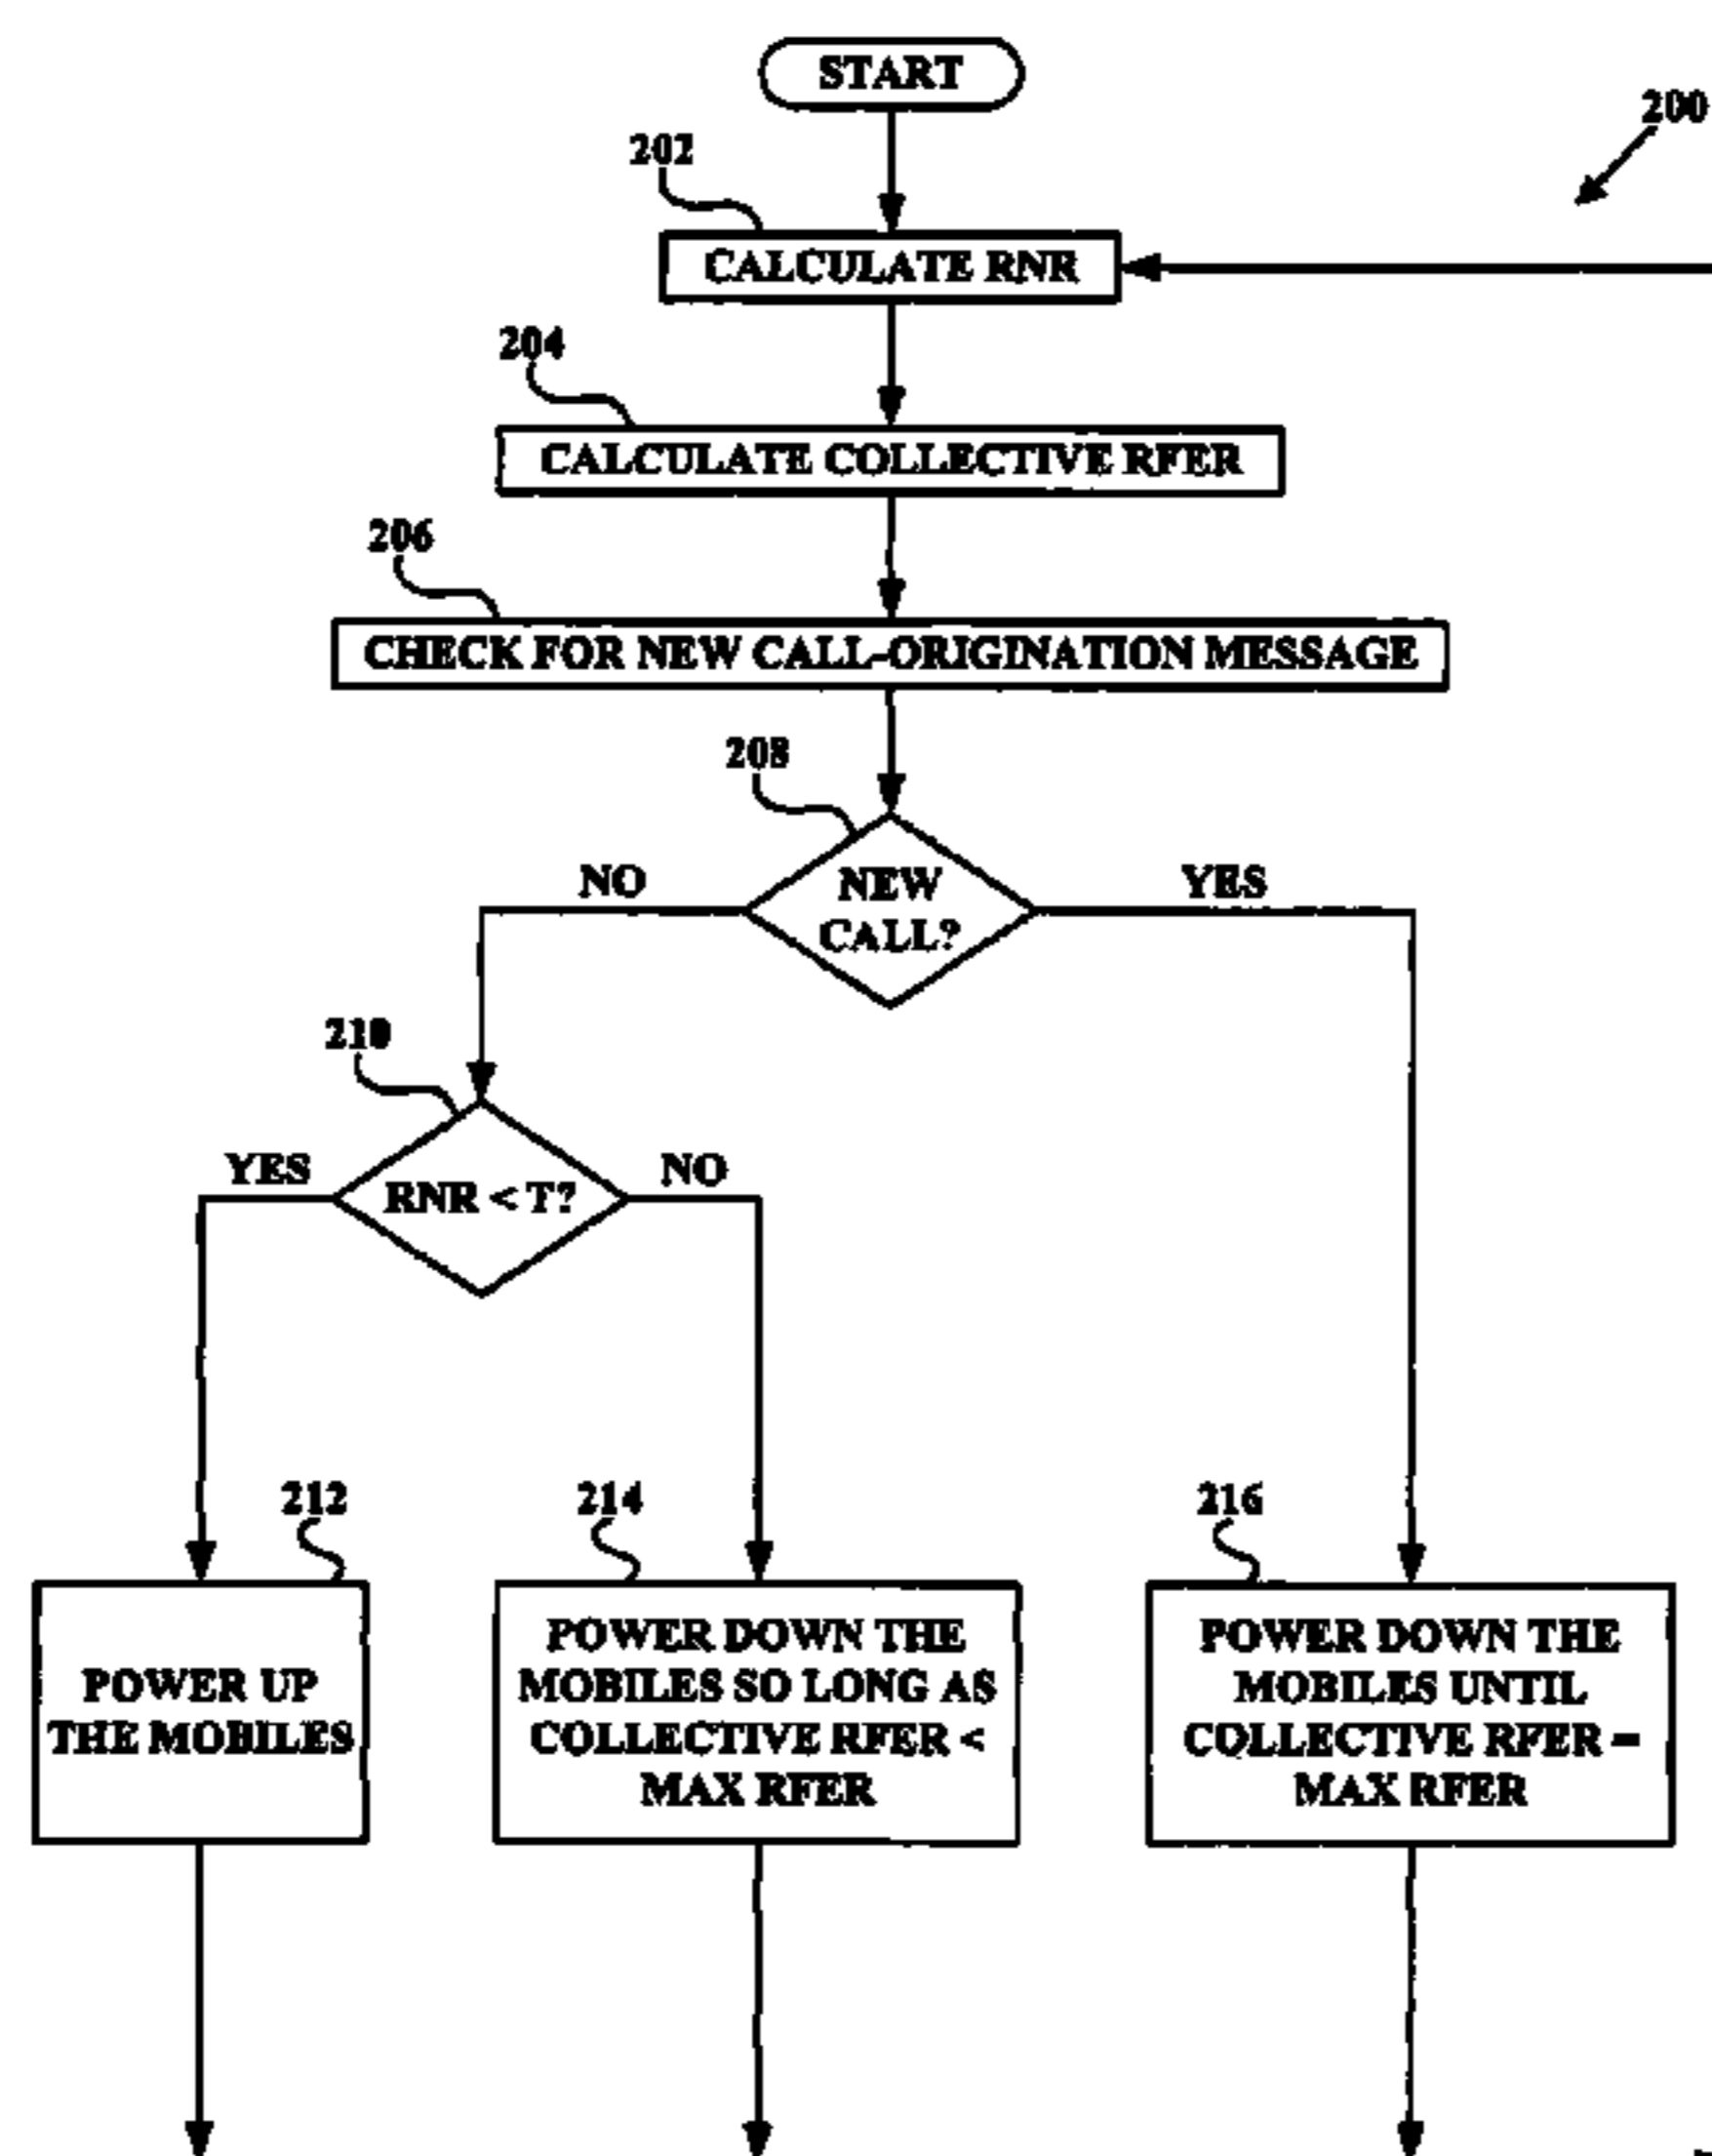 START
200
202
CALCULATE RNR
204
CALCULATE COLLECTIVE RFER
206
CHECK FOR NEW CALL-ORIGINATION MESSAGE
208
NO
NEW
CALL?
YES
210
YES
RNR < T?
NO
212
POWER UP
THE MOBILES
214
POWER DOWN THE
MOBILES SO LONG AS
COLLECTIVE RFER <
MAX RFER
216
POWER DOWN THE
MOBILES UNTIL
COLLECTIVE RFER =
MAX RFER